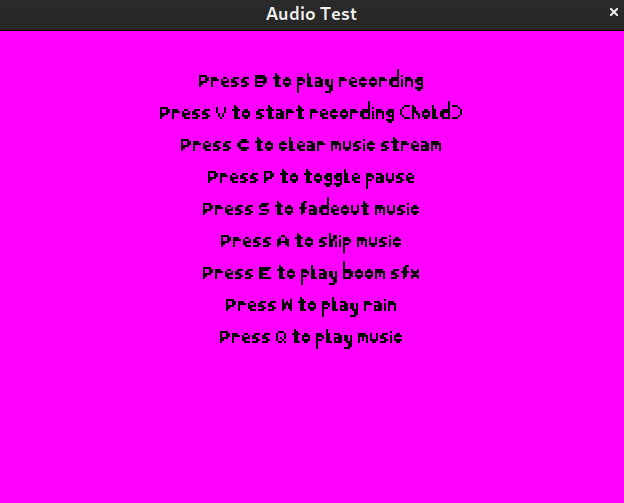 Audio Test
Press B to play recording
Press V to start recording (hold)
Press C to clear music stream
Press P to toggle pause
Press S to fadeout music
Press A to skip music
Press E to play boom sfx
Press W to play rain
Press Q to play music